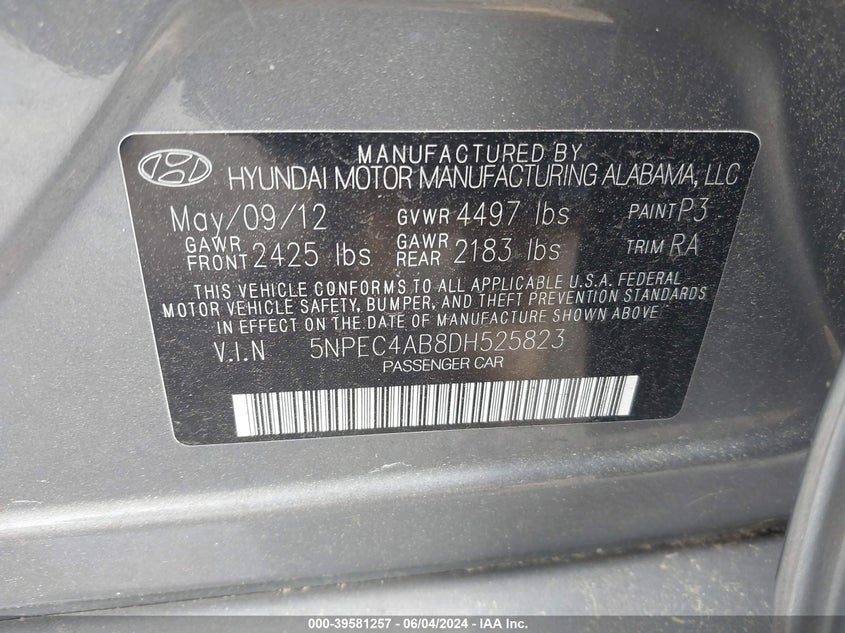 MANUFACTURED BY
HYUNDAI MOTOR MANUFACTURING ALABAMA, LLC
May/09/12 GVWR 4497 lbs PAINT P3
GAWR FRONT 2425 lbs GAWR REAR 2183 lbs TRIM RA
THIS VEHICLE CONFORMS TO ALL APPLICABLE U.S.A. FEDERAL
MOTOR VEHICLE SAFETY, BUMPER, AND THEFT PREVENTION STANDARDS
IN EFFECT ON THE DATE OF MANUFACTURE SHOWN ABOVE.
V.I.N 5NPEC4AB8DH525823
PASSENGER CAR
000-39581257 - 06/04/2024 - IAA Inc.